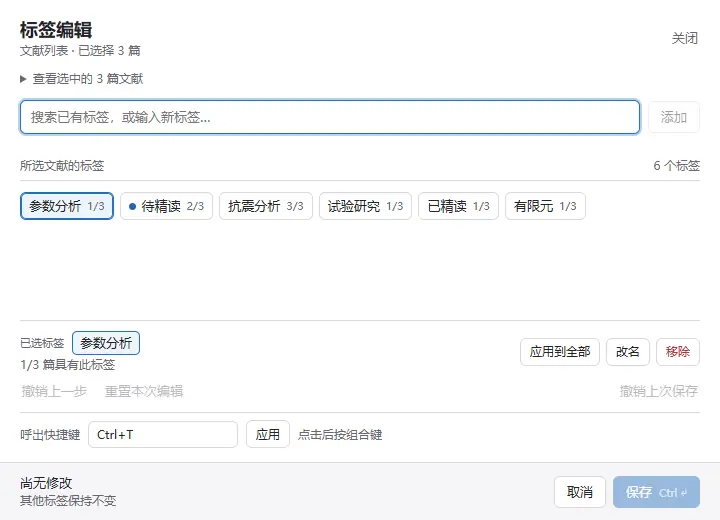 标签编辑
文献列表 · 已选择 3 篇
关闭
▶ 查看选中的 3 篇文献
搜索已有标签，或输入新标签...
添加
所选文献的标签
6 个标签
参数分析 1/3
待精读 2/3
抗震分析 3/3
试验研究 1/3
已精读 1/3
有限元 1/3
已选标签 参数分析
1/3 篇具有此标签
应用到全部
改名
移除
撤销上一步
重置本次编辑
撤销上次保存
呼出快捷键
Ctrl+T
应用
点击后按组合键
尚无修改
其他标签保持不变
取消
保存 Ctrl ↵